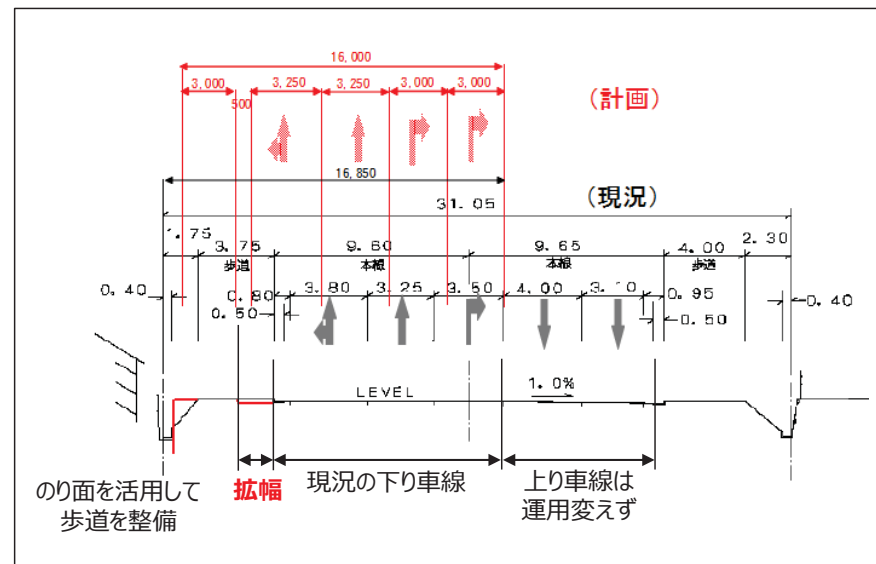 16,000
3,000 3,250 3,250 3,000 3,000
500
(計画)
16,850
(現況)
31.05
1.75 3.75 9.60 9.65 4.00 2.30
歩道 本線 本線 歩道
0.40 0.80 3.80 3.25 3.50 4.00 3.10 0.95 0.40
0.50 0.50
LEVEL 1.0%
のり面を活用して
歩道を整備
拡幅
現況の下り車線
上り車線は
運用変えず